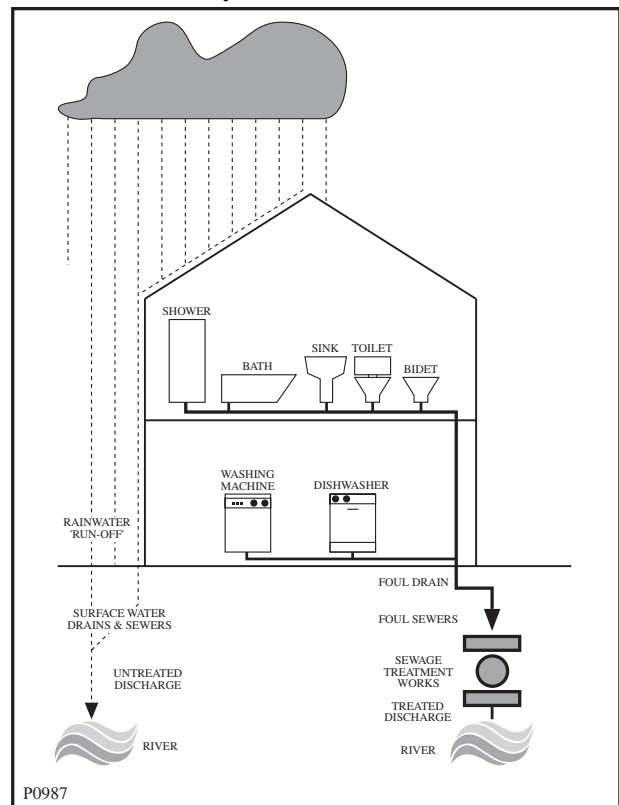 SHOWER
BATH
SINK
TOILET
BIDET
WASHING
MACHINE
DISHWASHER
RAINWATER
'RUN-OFF'
SURFACE WATER
DRAINS & SEWERS
UNTREATED
DISCHARGE
RIVER
FOUL DRAIN
FOUL SEWERS
SEWAGE
TREATMENT
WORKS
TREATED
DISCHARGE
RIVER
P0987